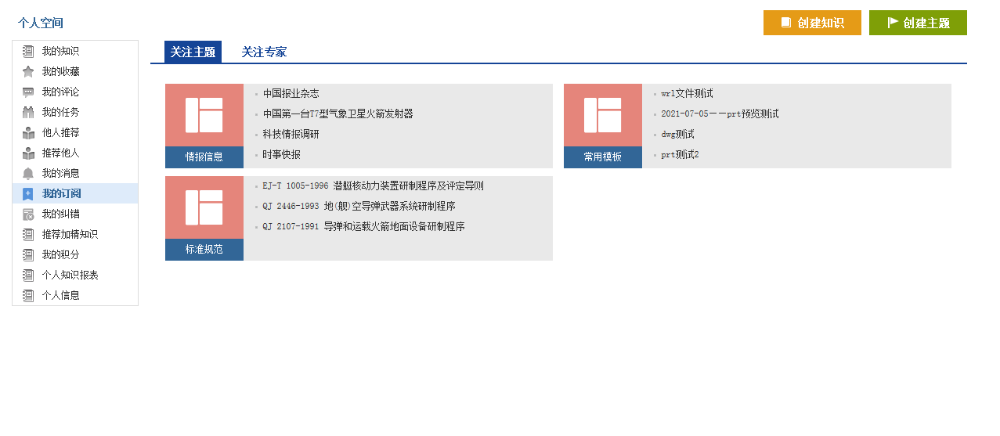 个人空间
创建知识
创建主题
我的知识
我的收藏
我的评论
我的任务
他人推荐
推荐他人
我的消息
我的订阅
我的纠错
推荐加精知识
我的积分
个人知识报表
个人信息
关注主题
关注专家
情报信息
中国报业杂志
中国第一台T7型气象卫星火箭发射器
科技情报调研
时事快报
常用模板
wrl文件测试
2021-07-05——prt预览测试
dwg测试
prt测试2
标准规范
EJ-T 1005-1996 潜艇核动力装置研制程序及评定导则
QJ 2446-1993 地(舰)空导弹武器系统研制程序
QJ 2107-1991 导弹和运载火箭地面设备研制程序